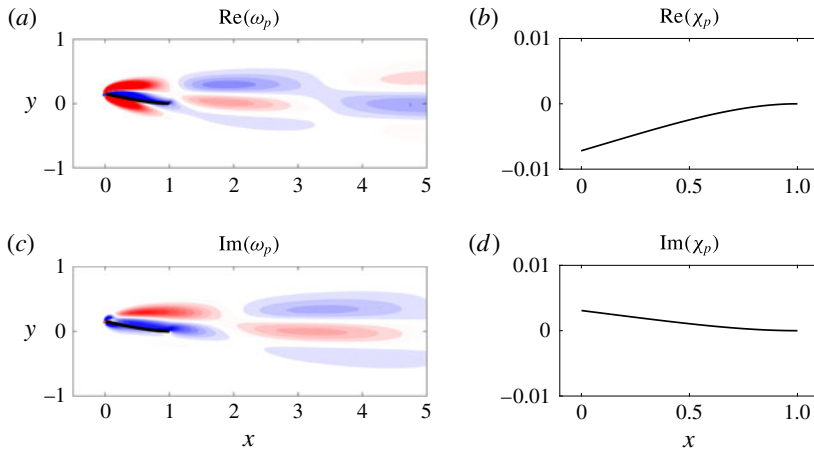 (a) Re(ω_p)
1
y 0
−1
0 1 2 3 4 5
(b) Re(χ_p)
0.01
0
−0.01
0 0.5 1.0
(c) Im(ω_p)
1
y 0
−1
0 1 2 3 4 5
x
(d) Im(χ_p)
0.01
0
−0.01
0 0.5 1.0
x